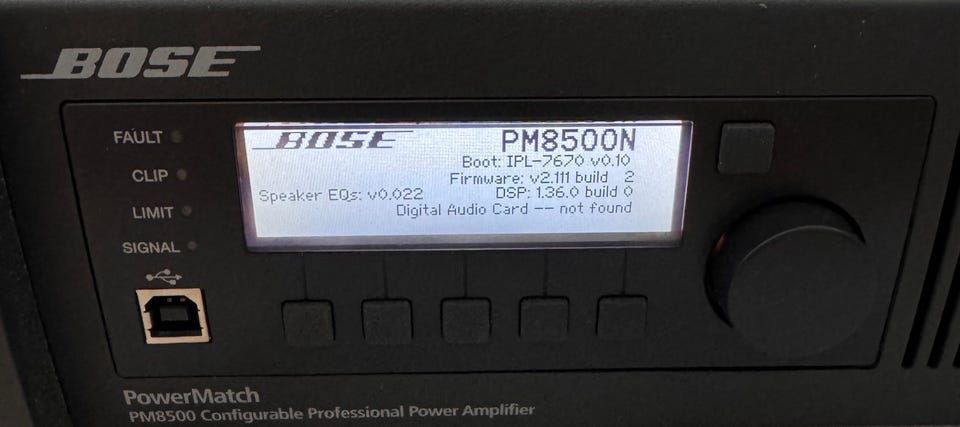 BOSE
FAULT
CLIP
LIMIT
SIGNAL
BOSE PM8500N
Boot: IPL-7670 v0.10
Firmware: v2.111 build 2
Speaker EQs: v0.022 DSP: 1.36.0 build 0
Digital Audio Card -- not found
PowerMatch
PM8500 Configurable Professional Power Amplifier